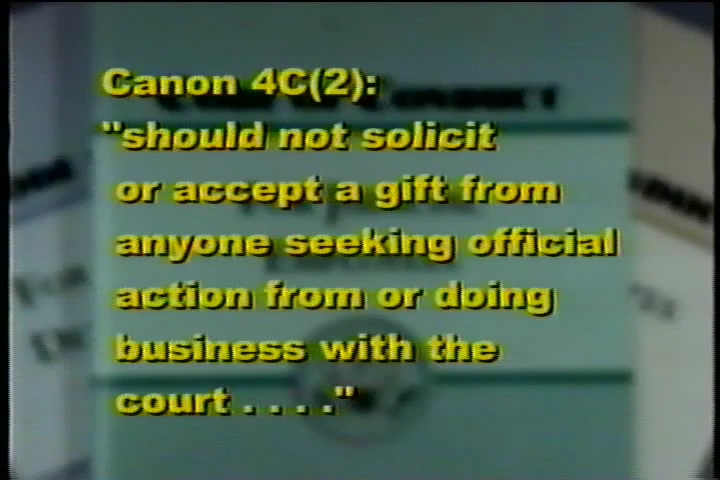 Canon 4C(2):
"should not solicit
or accept a gift from
anyone seeking official
action from or doing
business with the
court . . . ."